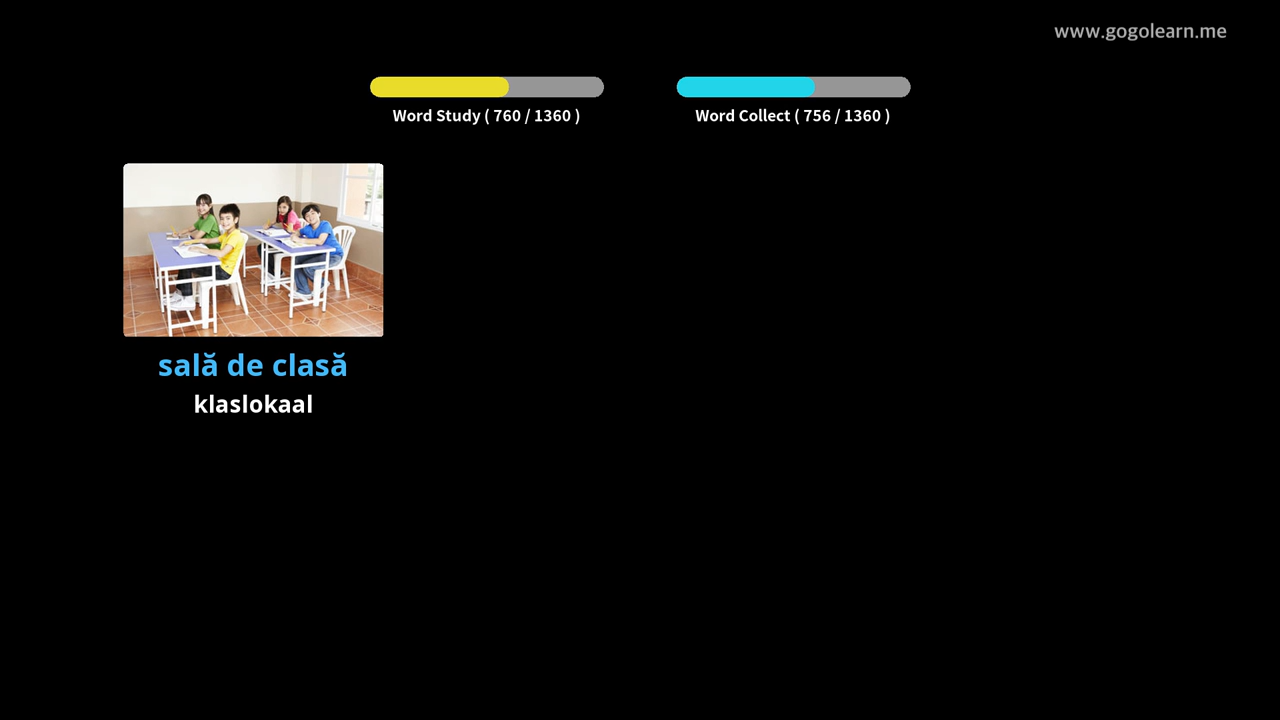 www.gogolearn.me
Word Study ( 760 / 1360 )
Word Collect ( 756 / 1360 )
sală de clasă
klaslokaal